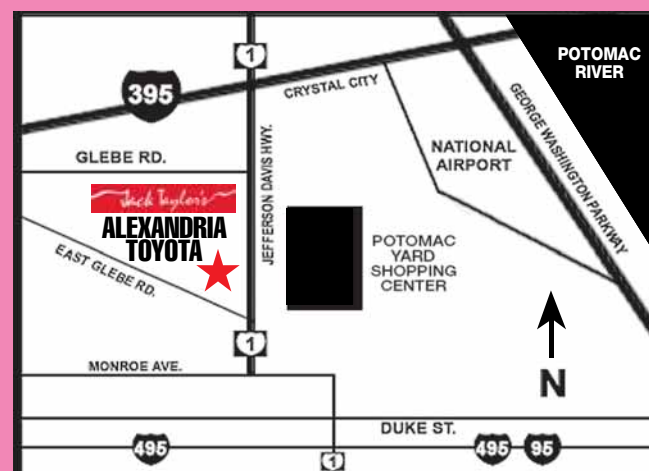 1
POTOMAC
RIVER
395
CRYSTAL CITY
GEORGE WASHINGTON PARKWAY
GLEBE RD.
JEFFERSON DAVIS HWY.
NATIONAL
AIRPORT
Jack Taylor's
ALEXANDRIA
TOYOTA
EAST GLEBE RD.
POTOMAC
YARD
SHOPPING
CENTER
1
MONROE AVE.
N
DUKE ST.
495
1
495
95